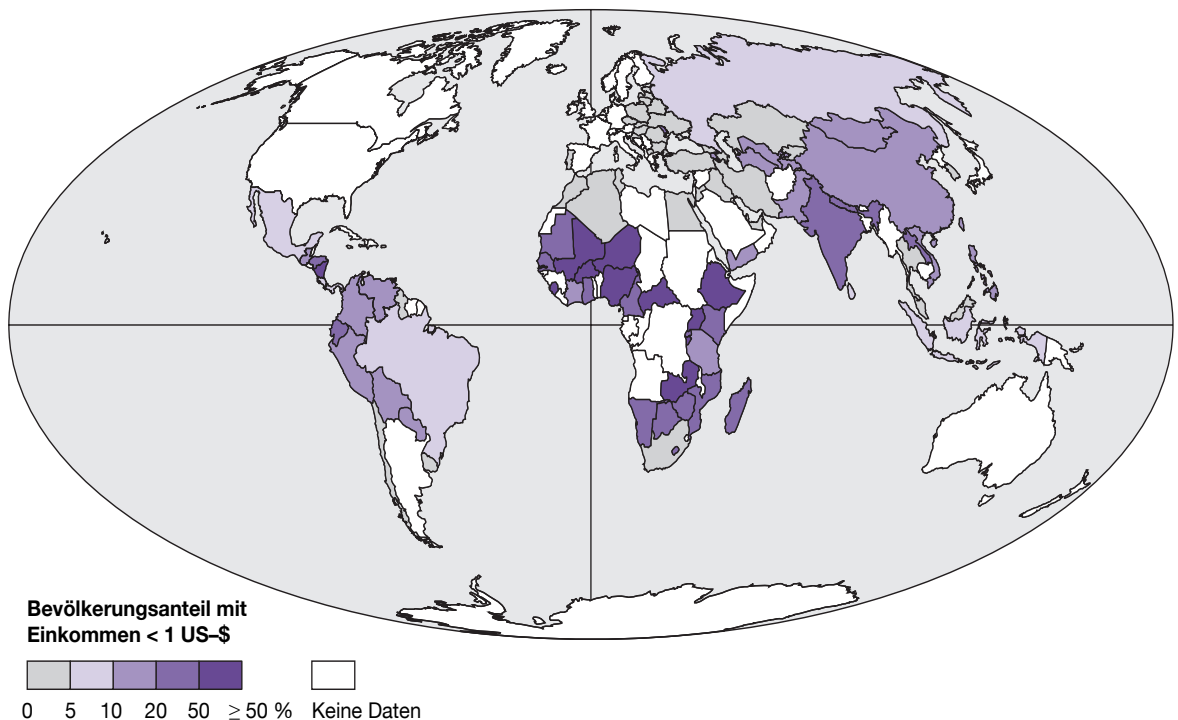 Bevölkerungsanteil mit
Einkommen < 1 US–$
0 5 10 20 50 ≥ 50 % Keine Daten